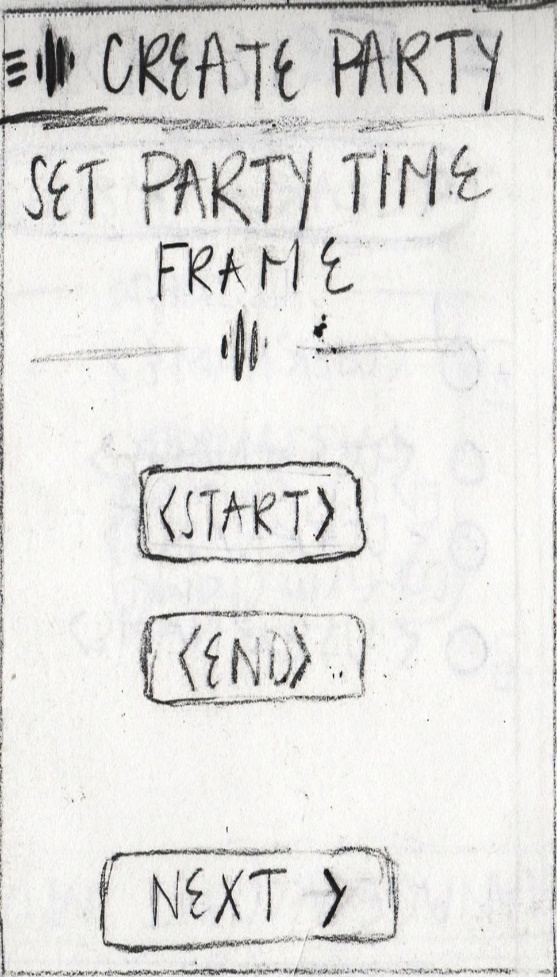 CREATE PARTY
SET PARTY TIME
FRAME
<START>
<END>
NEXT >